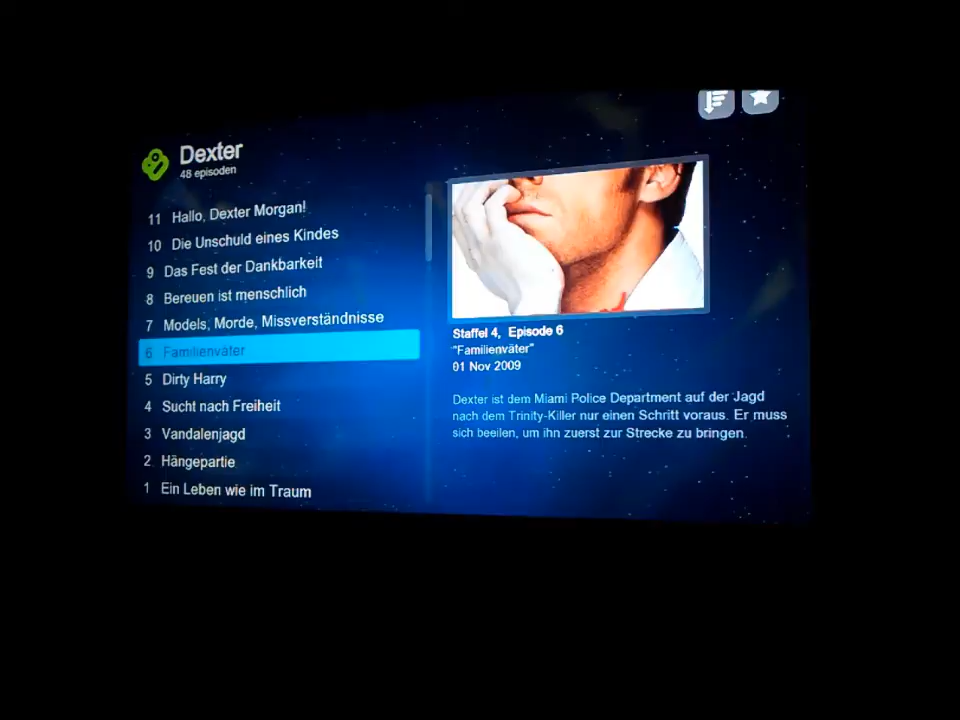 Dexter
48 episoden
11 Hallo, Dexter Morgan!
10 Die Unschuld eines Kindes
9 Das Fest der Dankbarkeit
8 Bereuen ist menschlich
7 Models, Morde, Missverständnisse
6 Familienväter
5 Dirty Harry
4 Sucht nach Freiheit
3 Vandalenjagd
2 Hängepartie
1 Ein Leben wie im Traum
Staffel 4, Episode 6
"Familienväter"
01 Nov 2009
Dexter ist dem Miami Police Department auf der Jagd
nach dem Trinity-Killer nur einen Schritt voraus. Er muss
sich beeilen, um ihn zuerst zur Strecke zu bringen.